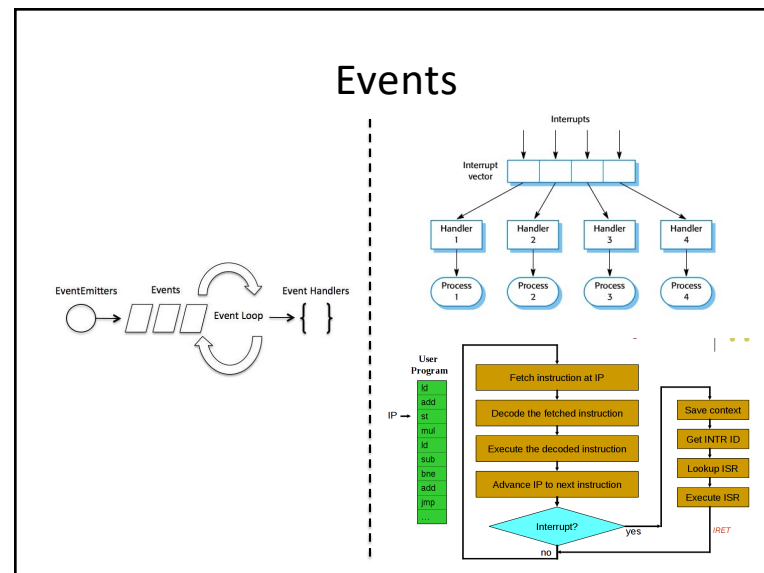 Events
EventEmitters
Events
Event Loop
Event Handlers
{ }
Interrupts
Interrupt
vector
Handler
1
Handler
2
Handler
3
Handler
4
Process
1
Process
2
Process
3
Process
4
User
Program
IP
ld
add
st
mul
ld
sub
bne
add
jmp
…
Fetch instruction at IP
Decode the fetched instruction
Execute the decoded instruction
Advance IP to next instruction
Interrupt?
yes
no
Save context
Get INTR ID
Lookup ISR
Execute ISR
IRET